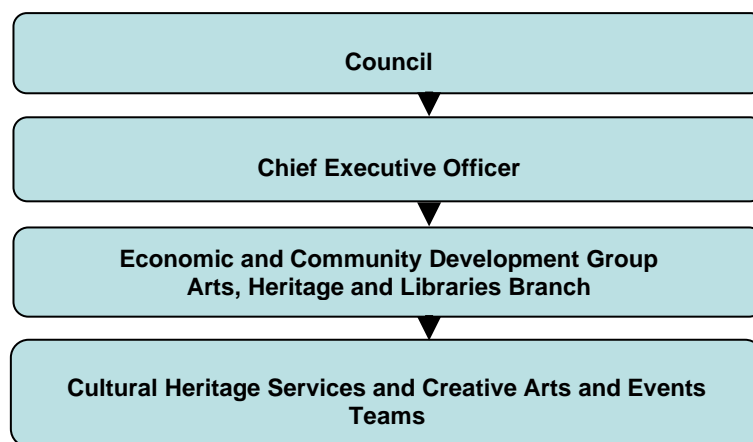 Council
Chief Executive Officer
Economic and Community Development Group
Arts, Heritage and Libraries Branch
Cultural Heritage Services and Creative Arts and Events
Teams